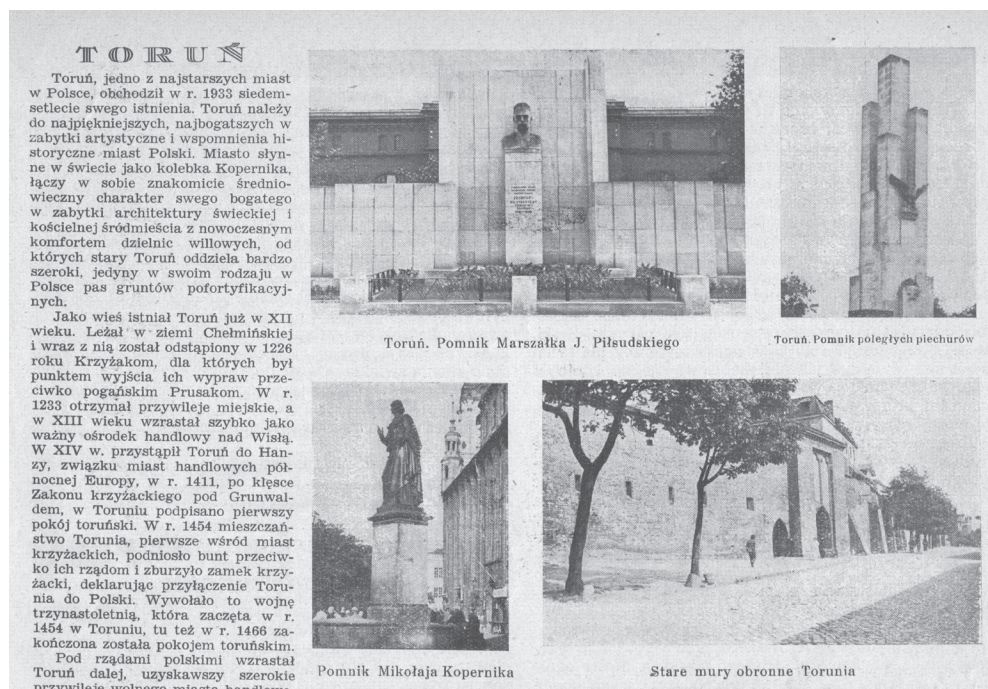 TORUŃ
Toruń, jedno z najstarszych miast
w Polsce, obchodził w r. 1933 siedem-
setlecie swego istnienia. Toruń należy
do najpiękniejszych, najbogatszych w
zabytki artystyczne i wspomnienia hi-
storyczne miast Polski. Miasto słyn-
ne w świecie jako kolebka Kopernika,
łączy w sobie znakomicie średnio-
wieczny charakter swego bogatego
w zabytki architektury świeckiej i
kościelnej śródmieścia z nowoczesnym
komfortem dzielnic willowych, od
których stary Toruń oddziela bardzo
szeroki, jedyny w swoim rodzaju w
Polsce pas gruntów pofortyfikacyj-
nych.
Jako wieś istniał Toruń już w XII
wieku. Leżał w ziemi Chełmińskiej
i wraz z nią został odstąpiony w 1226
roku Krzyżakom, dla których był
punktem wyjścia ich wypraw prze-
ciwko pogańskim Prusakom. W r.
1233 otrzymał przywileje miejskie, a
w XIII wieku wzrastał szybko jako
ważny ośrodek handlowy nad Wisłą.
W XIV w. przystąpił Toruń do Han-
zy, związku miast handlowych pół-
nocnej Europy, w r. 1411, po klęsce
Zakonu krzyżackiego pod Grunwal-
dem, w Toruniu podpisano pierwszy
pokój toruński. W r. 1454 mieszczań-
stwo Torunia, pierwsze wśród miast
krzyżackich, podniosło bunt przeciw-
ko ich rządom i zburzyło zamek krzy-
żacki, deklarując przyłączenie Toru-
nia do Polski. Wywołało to wojnę
trzynastoletnią, która zaczęta w r.
1454 w Toruniu, tu też w r. 1466 za-
kończona została pokojem toruńskim.
Pod rządami polskimi wzrastał
Toruń dalej, uzyskawszy szerokie
przywileje wolnego miasta handlowe-
Toruń. Pomnik Marszałka J. Piłsudskiego
Toruń. Pomnik poległych piechurów
Pomnik Mikołaja Kopernika
Stare mury obronne Torunia